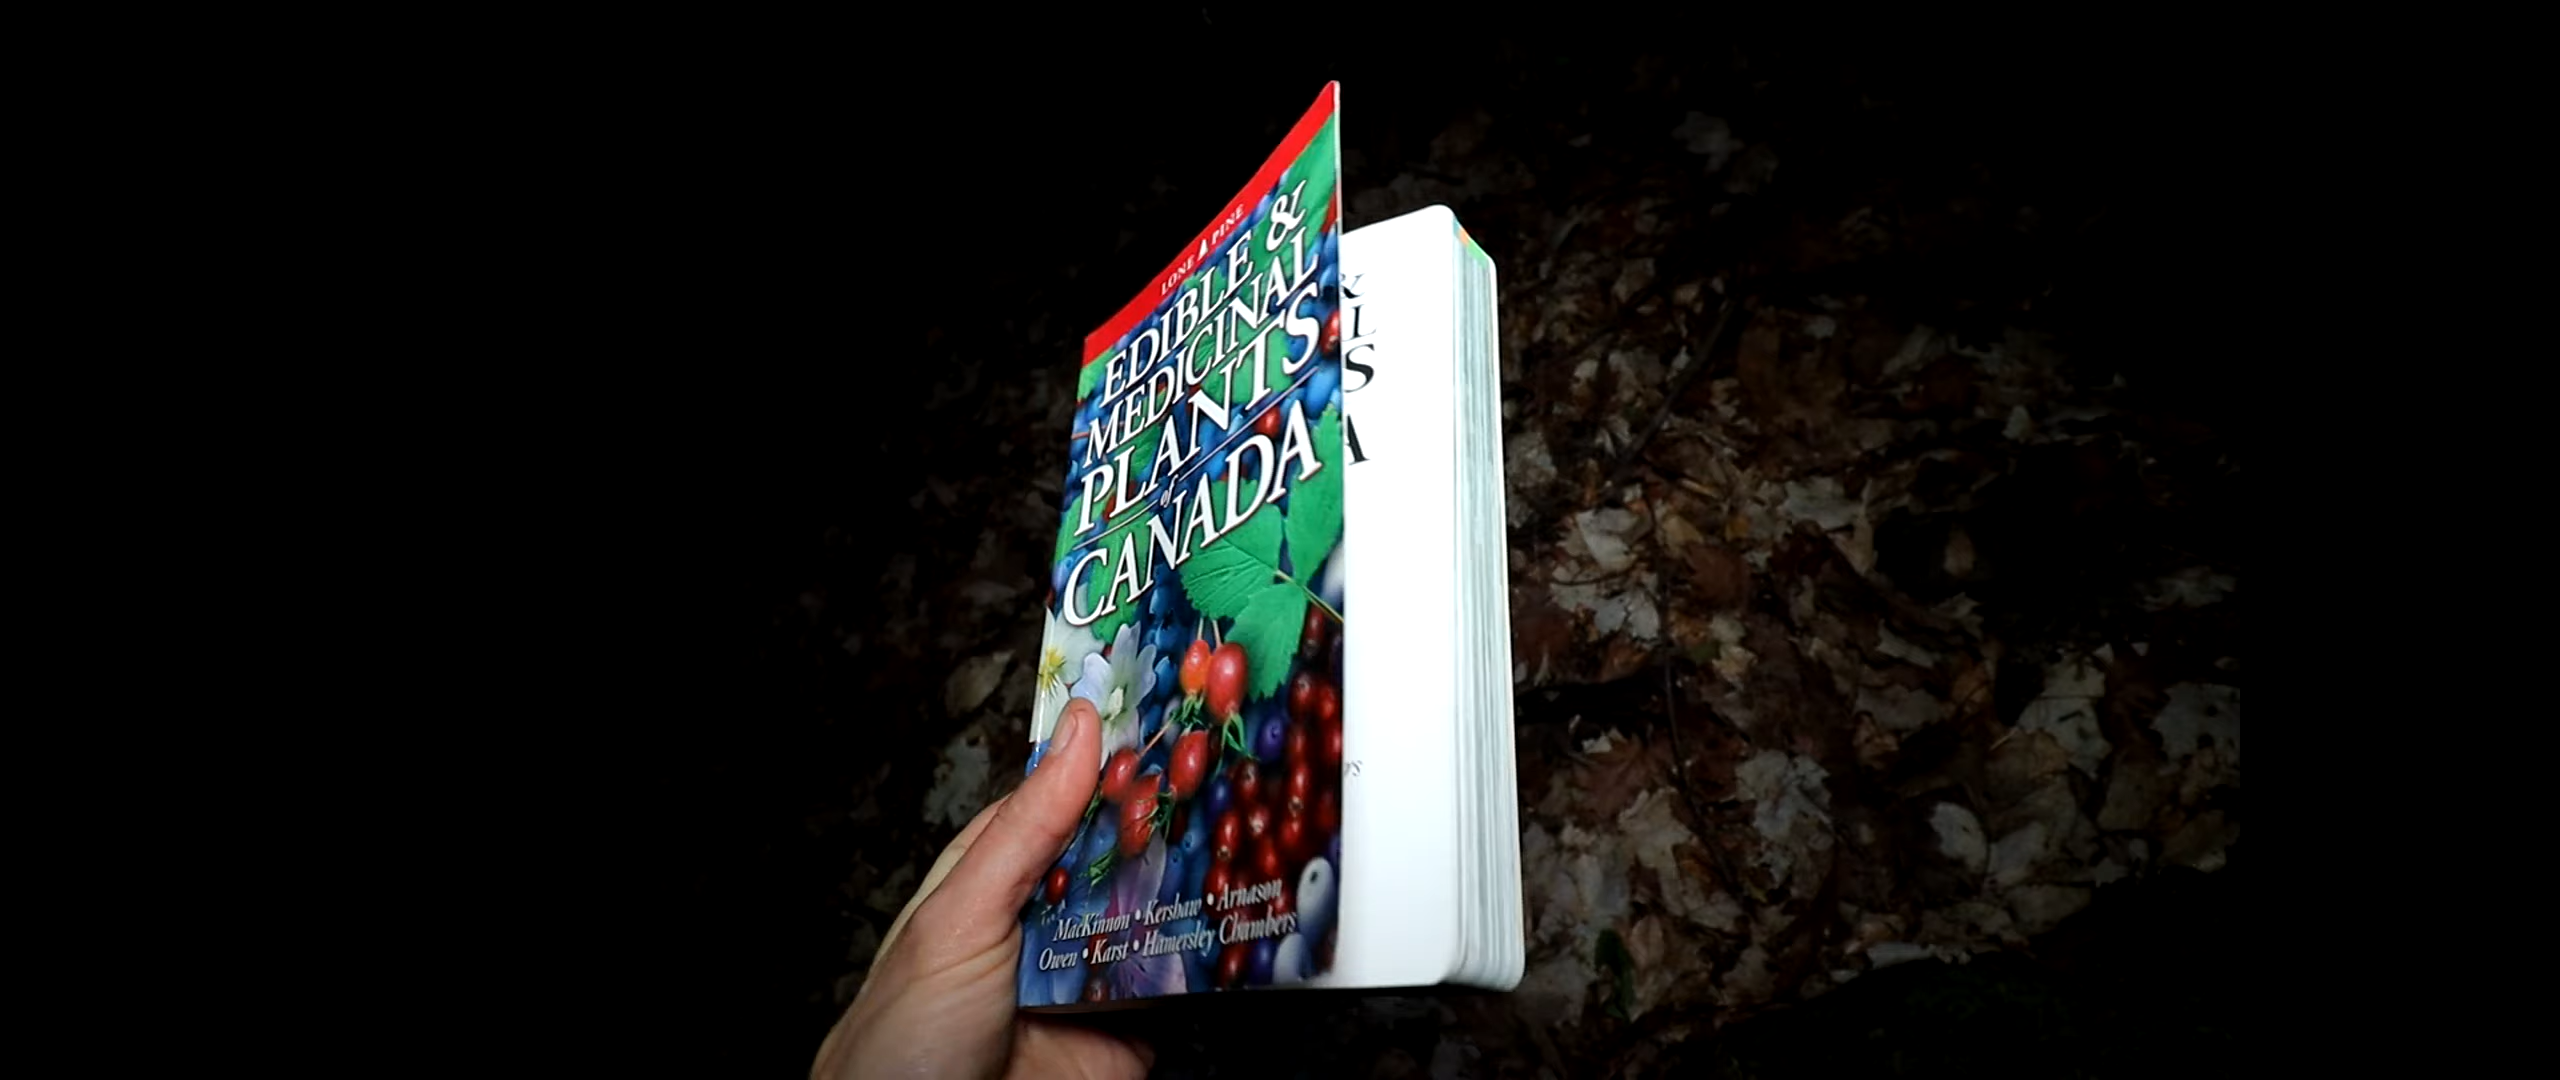 LONE PINE
EDIBLE &
MEDICINAL
PLANTS
of
CANADA
MacKinnon • Kershaw • Arnason
Owen • Karst • Hamersley Chambers
&
L
S
A